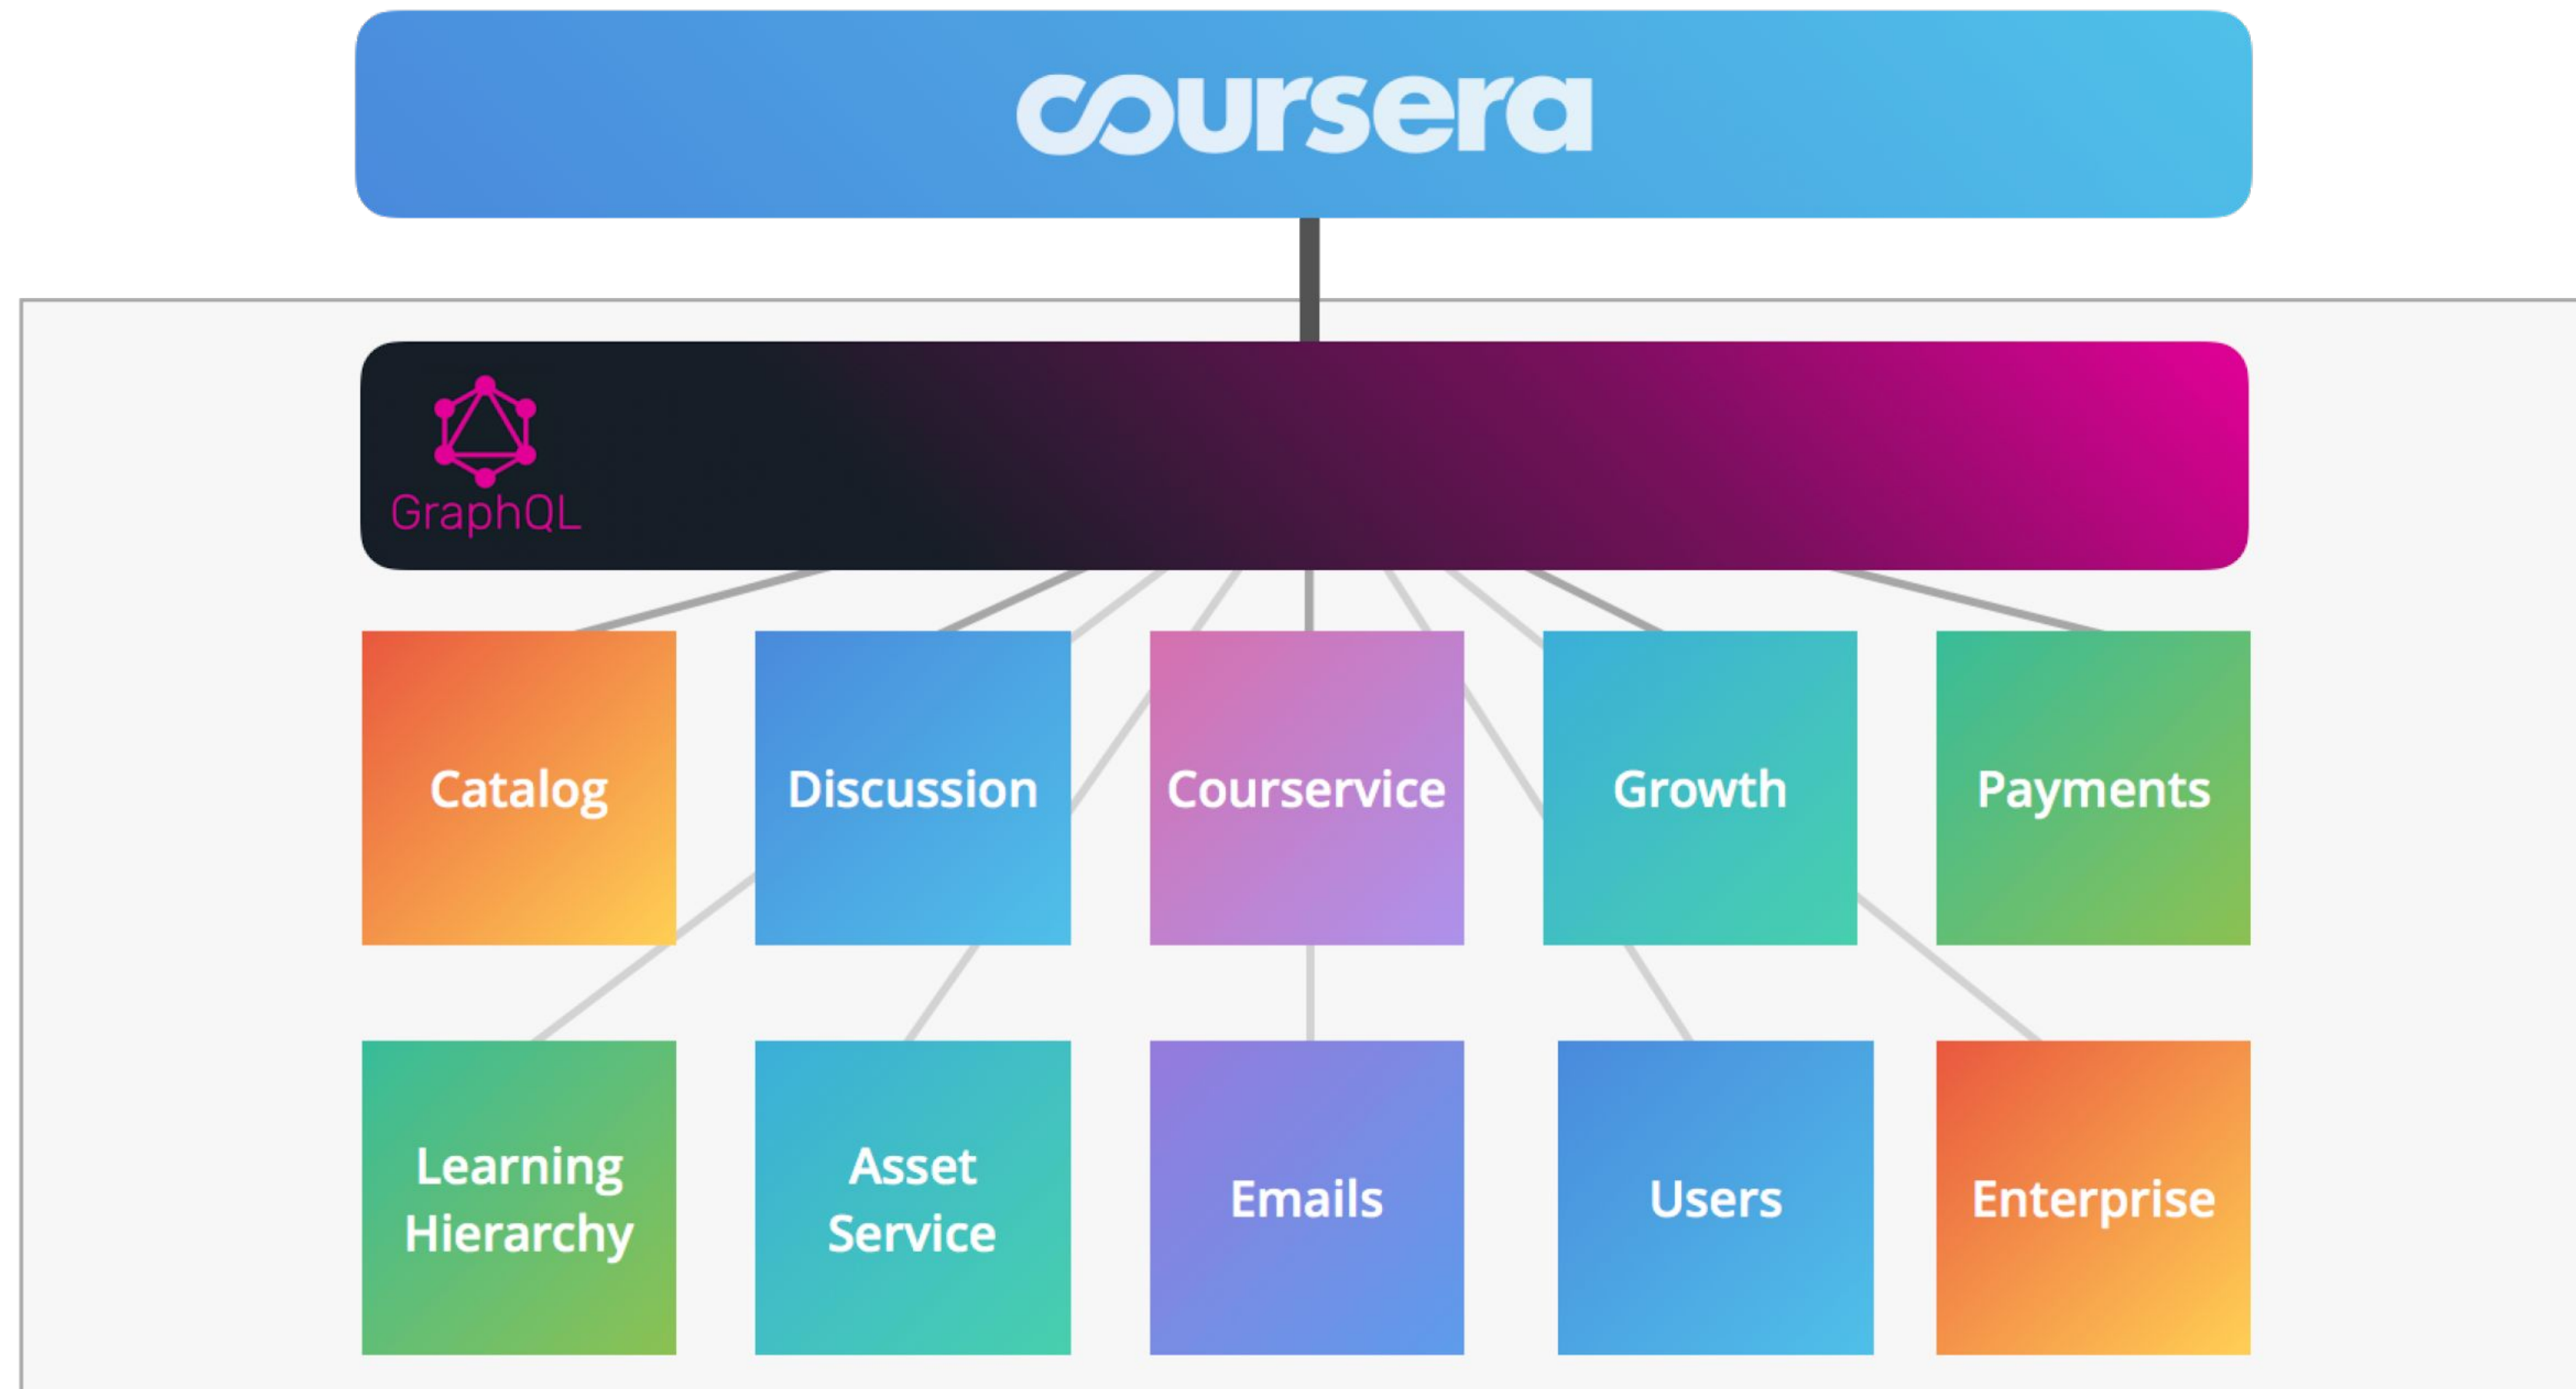 coursera
GraphQL
Catalog
Discussion
Courservice
Growth
Payments
Learning
Hierarchy
Asset
Service
Emails
Users
Enterprise